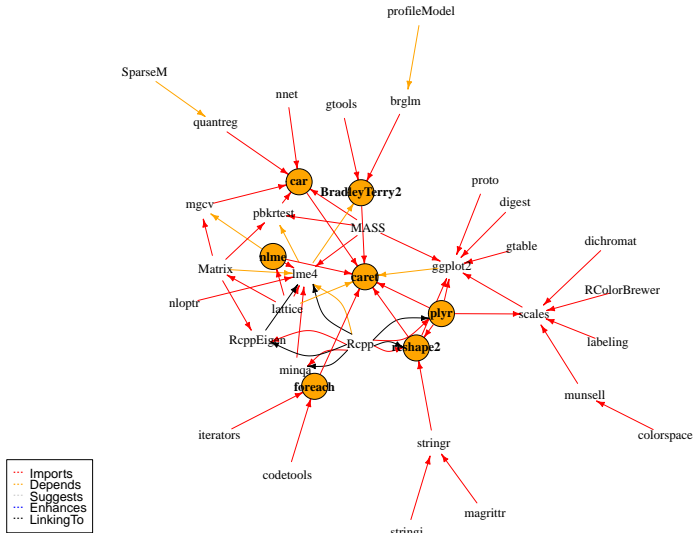 profileModel
SparseM
nnet
gtools
brglm
quantreg
car
BradleyTerry2
proto
mgcv
digest
pbkrtest
MASS
gtable
dichromat
nlme
Matrix
lme4
caret
ggplot2
RColorBrewer
nloptr
lattice
plyr
scales
RcppEigen
Rcpp
reshape2
labeling
minqa
foreach
munsell
iterators
stringr
colorspace
codetools
magrittr
stringi
Imports
Depends
Suggests
Enhances
LinkingTo